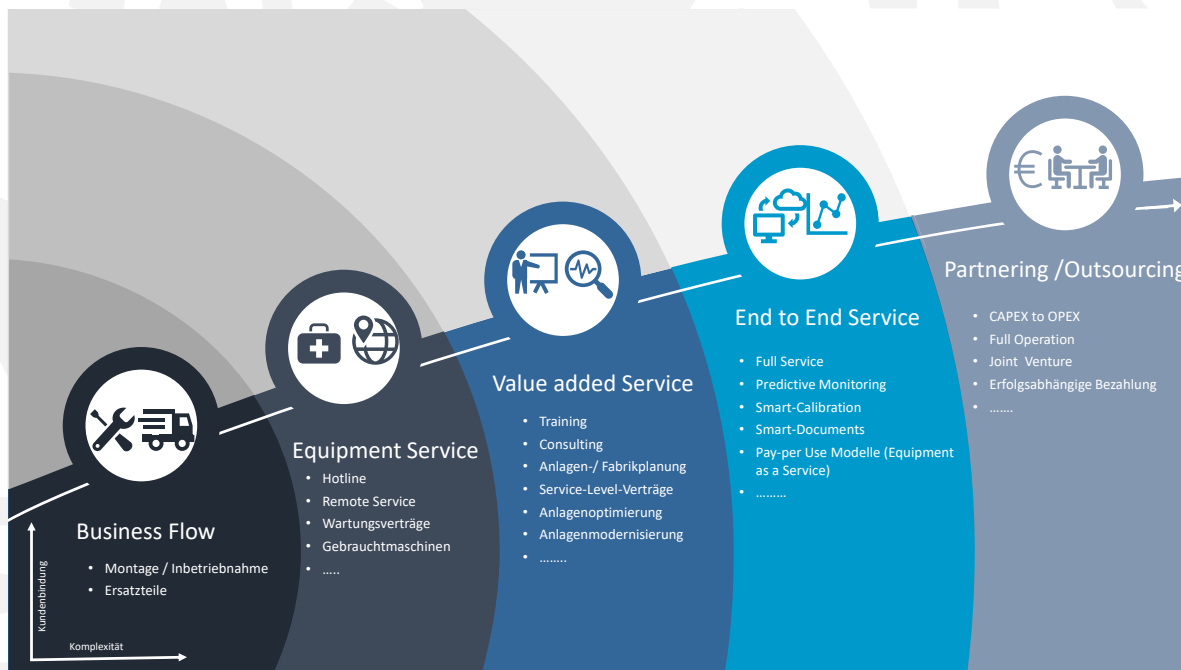 Business Flow
• Montage / Inbetriebnahme
• Ersatzteile
Kundenbindung
Komplexität
Equipment Service
• Hotline
• Remote Service
• Wartungsverträge
• Gebrauchtmaschinen
• .....
Value added Service
• Training
• Consulting
• Anlagen-/ Fabrikplanung
• Service-Level-Verträge
• Anlagenoptimierung
• Anlagenmodernisierung
• ........
End to End Service
• Full Service
• Predictive Monitoring
• Smart-Calibration
• Smart-Documents
• Pay-per Use Modelle (Equipment
as a Service)
• .........
€
Partnering /Outsourcing
• CAPEX to OPEX
• Full Operation
• Joint Venture
• Erfolgsabhängige Bezahlung
• .......